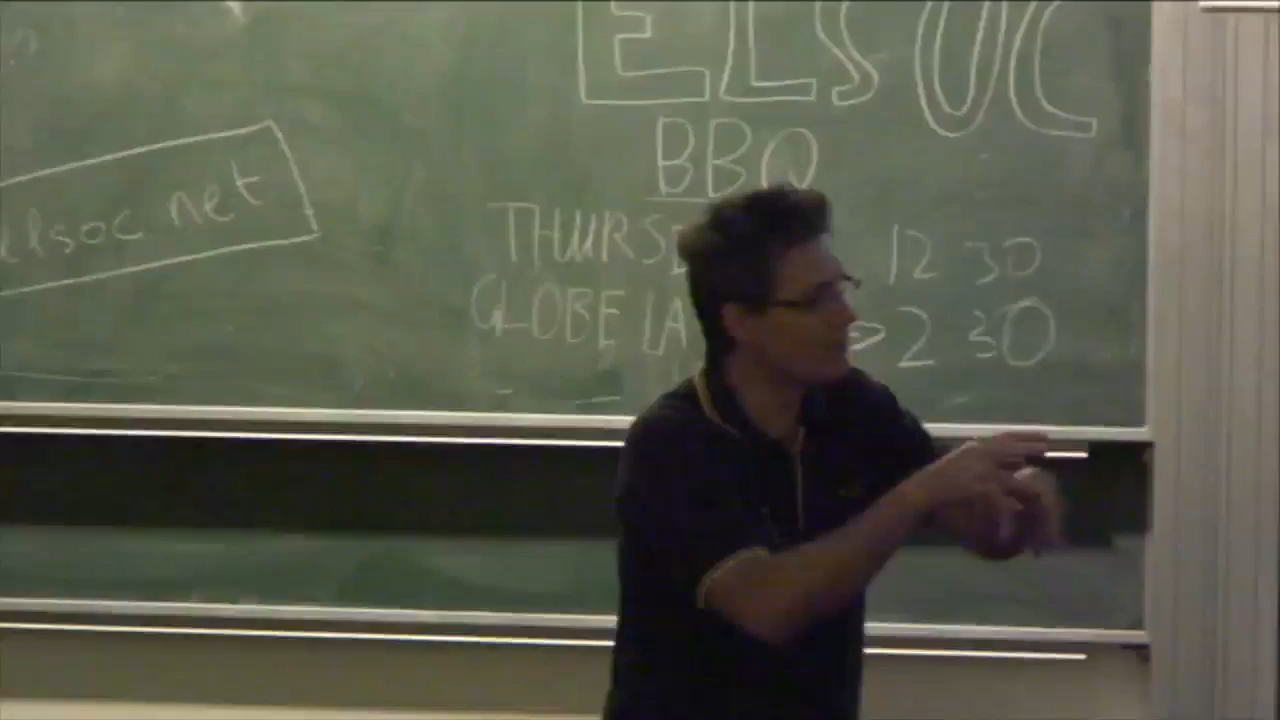 ELSOC
BBQ
elsoc net
THURS 12 30
GLOBE LA => 2 30